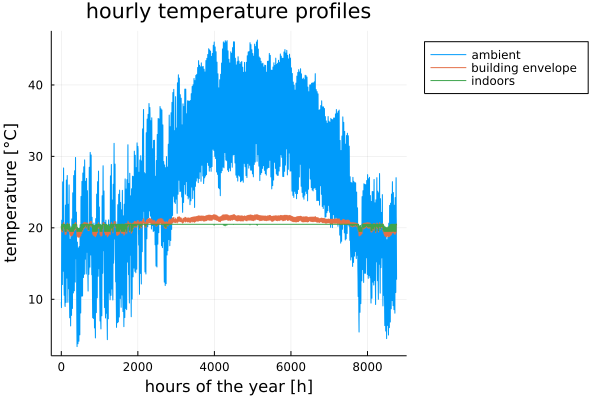 hourly temperature profiles
ambient
building envelope
indoors
temperature [°C]
40
30
20
10
0
2000
4000
6000
8000
hours of the year [h]